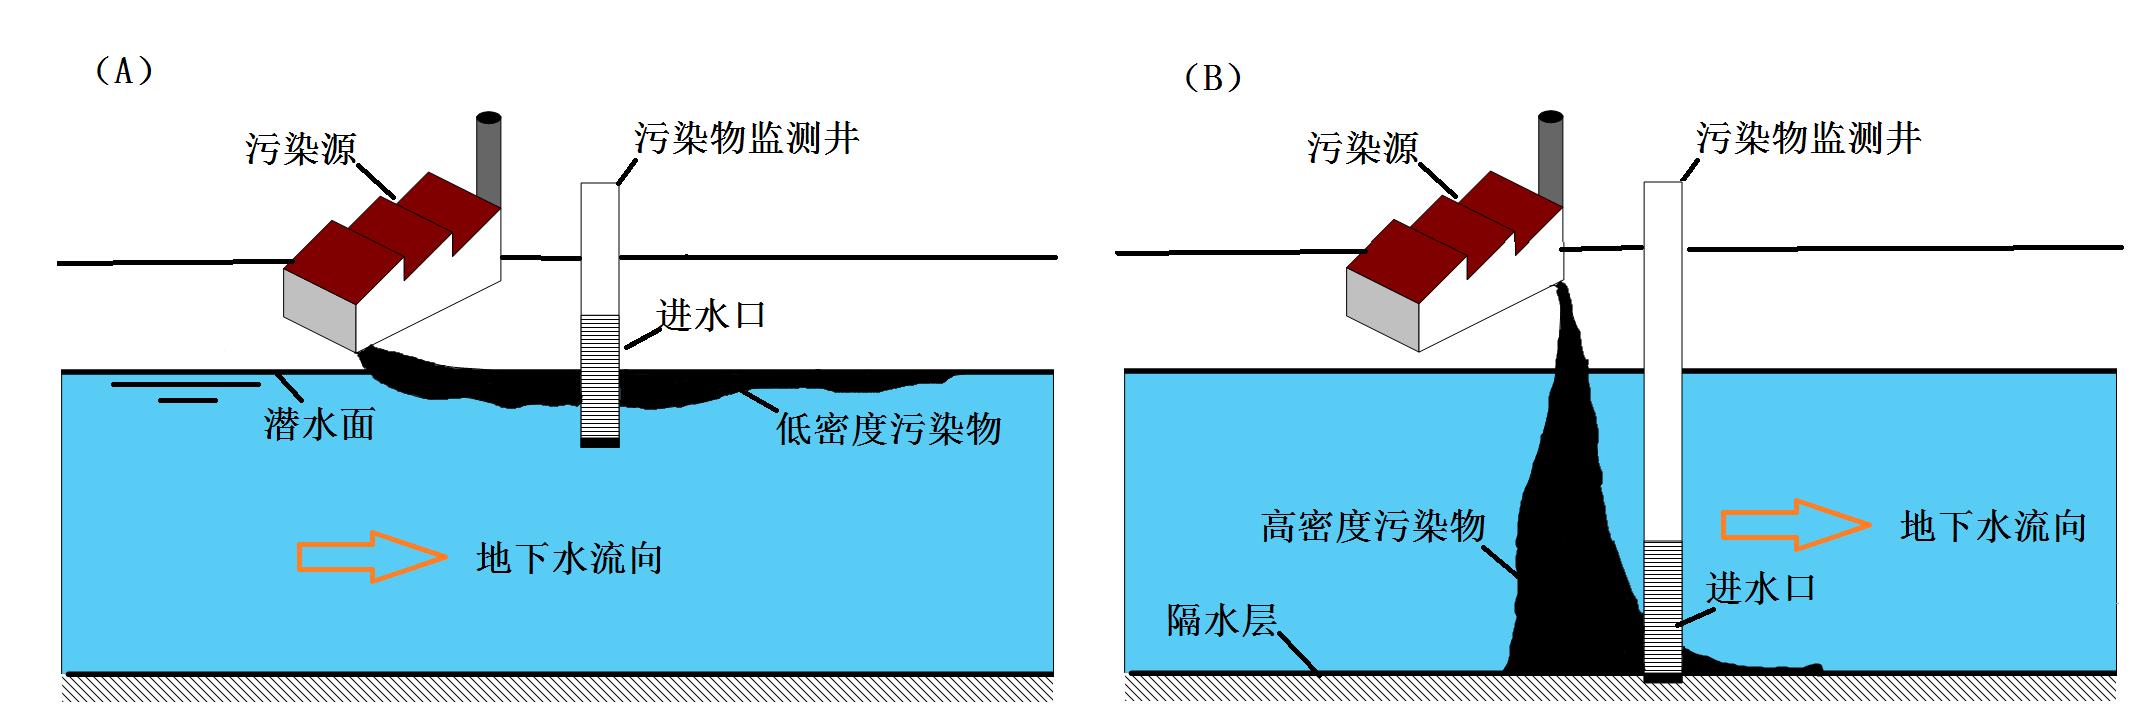 (A)
污染源
污染物监测井
进水口
潜水面
低密度污染物
地下水流向
(B)
污染源
污染物监测井
高密度污染物
地下水流向
进水口
隔水层